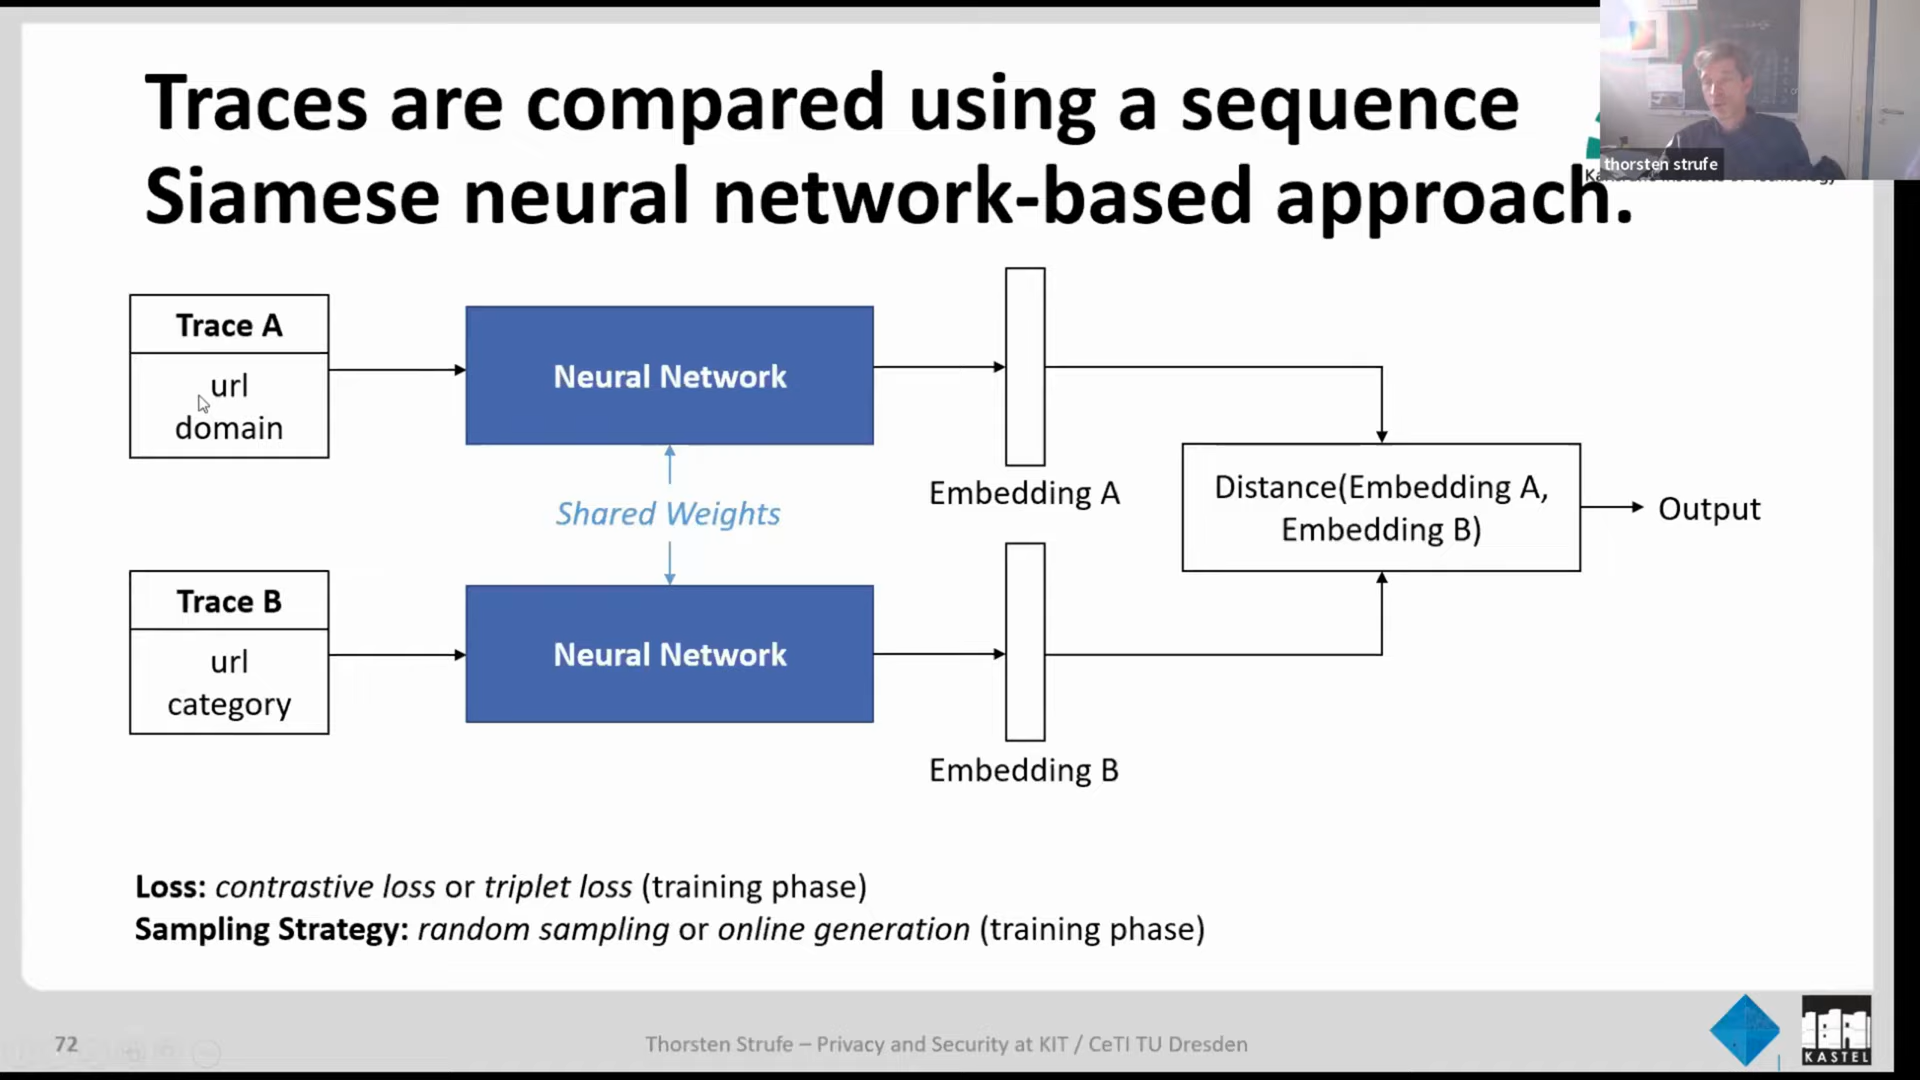 Traces are compared using a sequence
Siamese neural network-based approach.
thorsten strufe
Trace A
url
domain
Neural Network
Embedding A
Shared Weights
Distance(Embedding A,
Embedding B)
Output
Trace B
url
category
Neural Network
Embedding B
Loss: contrastive loss or triplet loss (training phase)
Sampling Strategy: random sampling or online generation (training phase)
72
Thorsten Strufe – Privacy and Security at KIT / CeTI TU Dresden
KASTEL